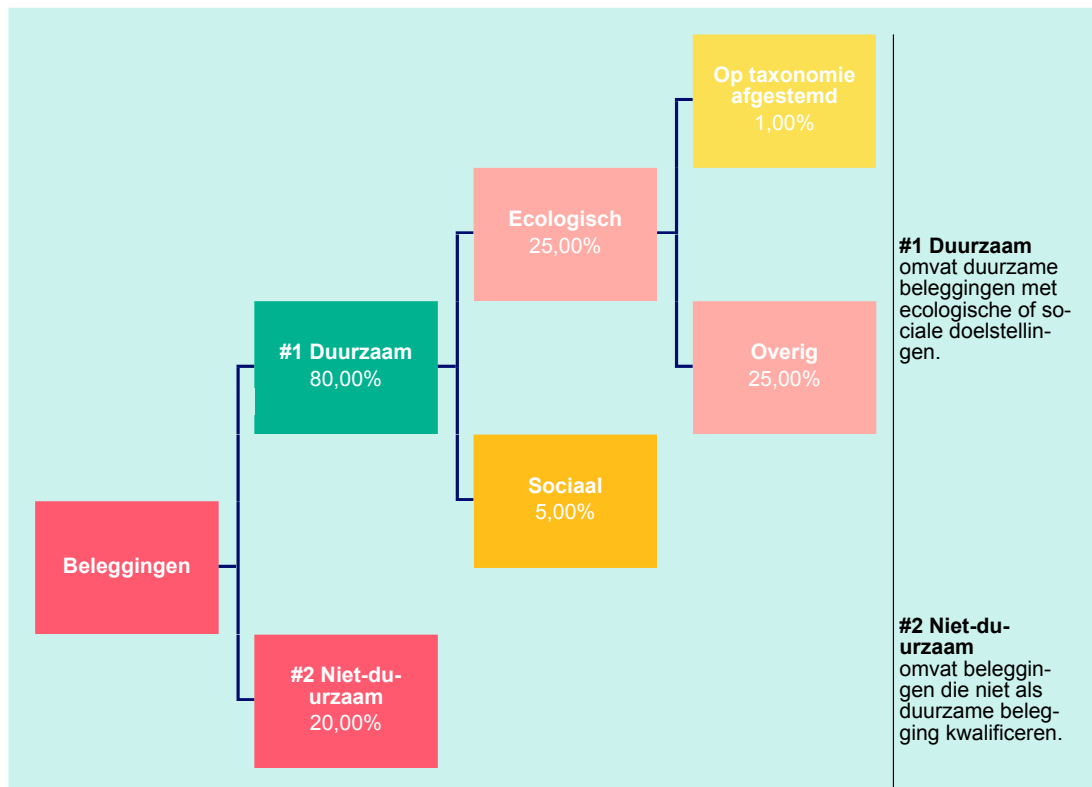 Op taxonomie
afgestemd
1,00%
Ecologisch
25,00%
#1 Duurzaam
80,00%
Overig
25,00%
Sociaal
5,00%
Beleggingen
#2 Niet-du-
urzaam
20,00%
#1 Duurzaam
omvat duurzame
beleggingen met
ecologische of so-
ciale doelstellin-
gen.
#2 Niet-du-
urzaam
omvat beleggin-
gen die niet als
duurzame beleg-
ging kwalificeren.